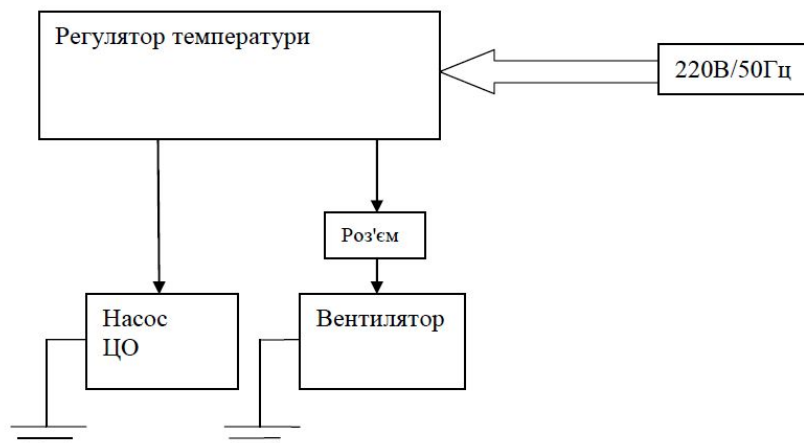 Регулятор температури
220В/50Гц
Роз'єм
Насос
ЦО
Вентилятор